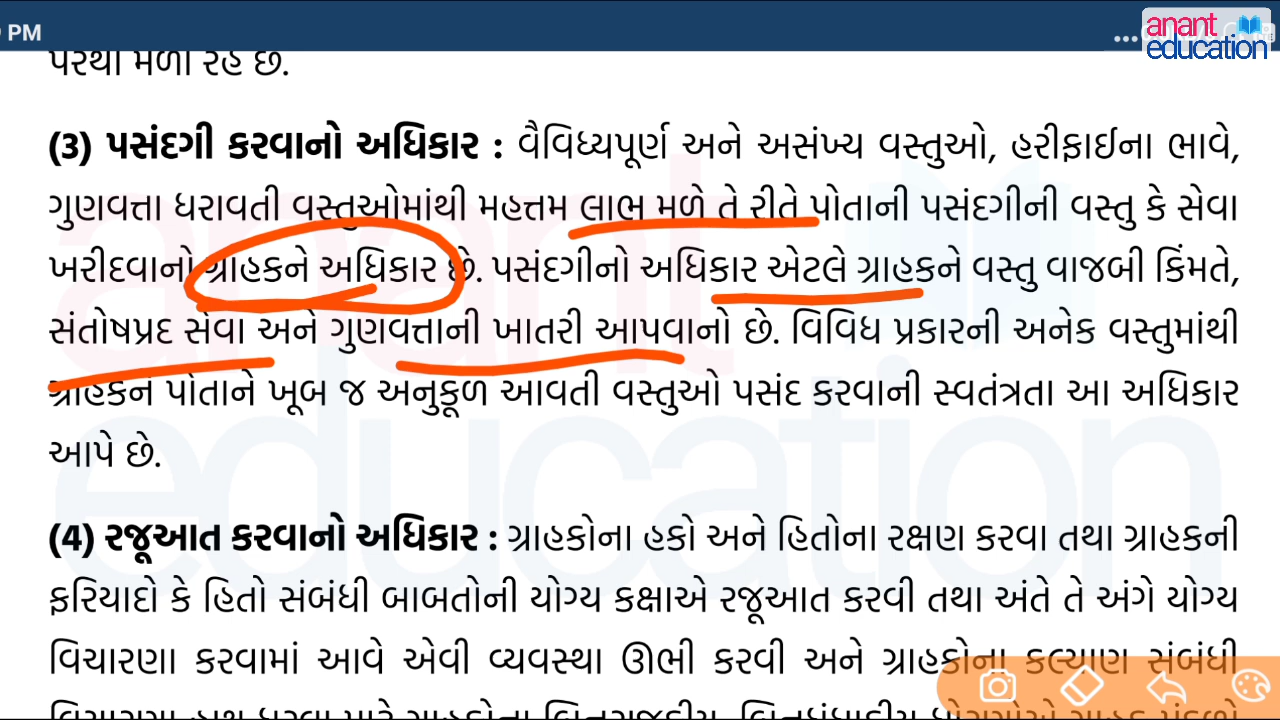 PM
anant
education
પરથી મળી રહે છે.
(3) પસંદગી કરવાનો અધિકાર : વૈવિધ્યપૂર્ણ અને અસંખ્ય વસ્તુઓ, હરીફાઈના ભાવે,
ગુણવત્તા ધરાવતી વસ્તુઓમાંથી મહત્તમ લાભ મળે તે રીતે પોતાની પસંદગીની વસ્તુ કે સેવા
ખરીદવાનો ગ્રાહકને અધિકાર છે. પસંદગીનો અધિકાર એટલે ગ્રાહકને વસ્તુ વાજબી કિંમતે,
સંતોષપ્રદ સેવા અને ગુણવત્તાની ખાતરી આપવાનો છે. વિવિધ પ્રકારની અનેક વસ્તુમાંથી
ગ્રાહકને પોતાને ખૂબ જ અનુકૂળ આવતી વસ્તુઓ પસંદ કરવાની સ્વતંત્રતા આ અધિકાર
આપે છે.
(4) રજૂઆત કરવાનો અધિકાર : ગ્રાહકોના હકો અને હિતોના રક્ષણ કરવા તથા ગ્રાહકની
ફરિયાદો કે હિતો સંબંધી બાબતોની યોગ્ય કક્ષાએ રજૂઆત કરવી તથા અંતે તે અંગે યોગ્ય
વિચારણા કરવામાં આવે એવી વ્યવસ્થા ઊભી કરવી અને ગ્રાહકોના કલ્યાણ સંબંધી